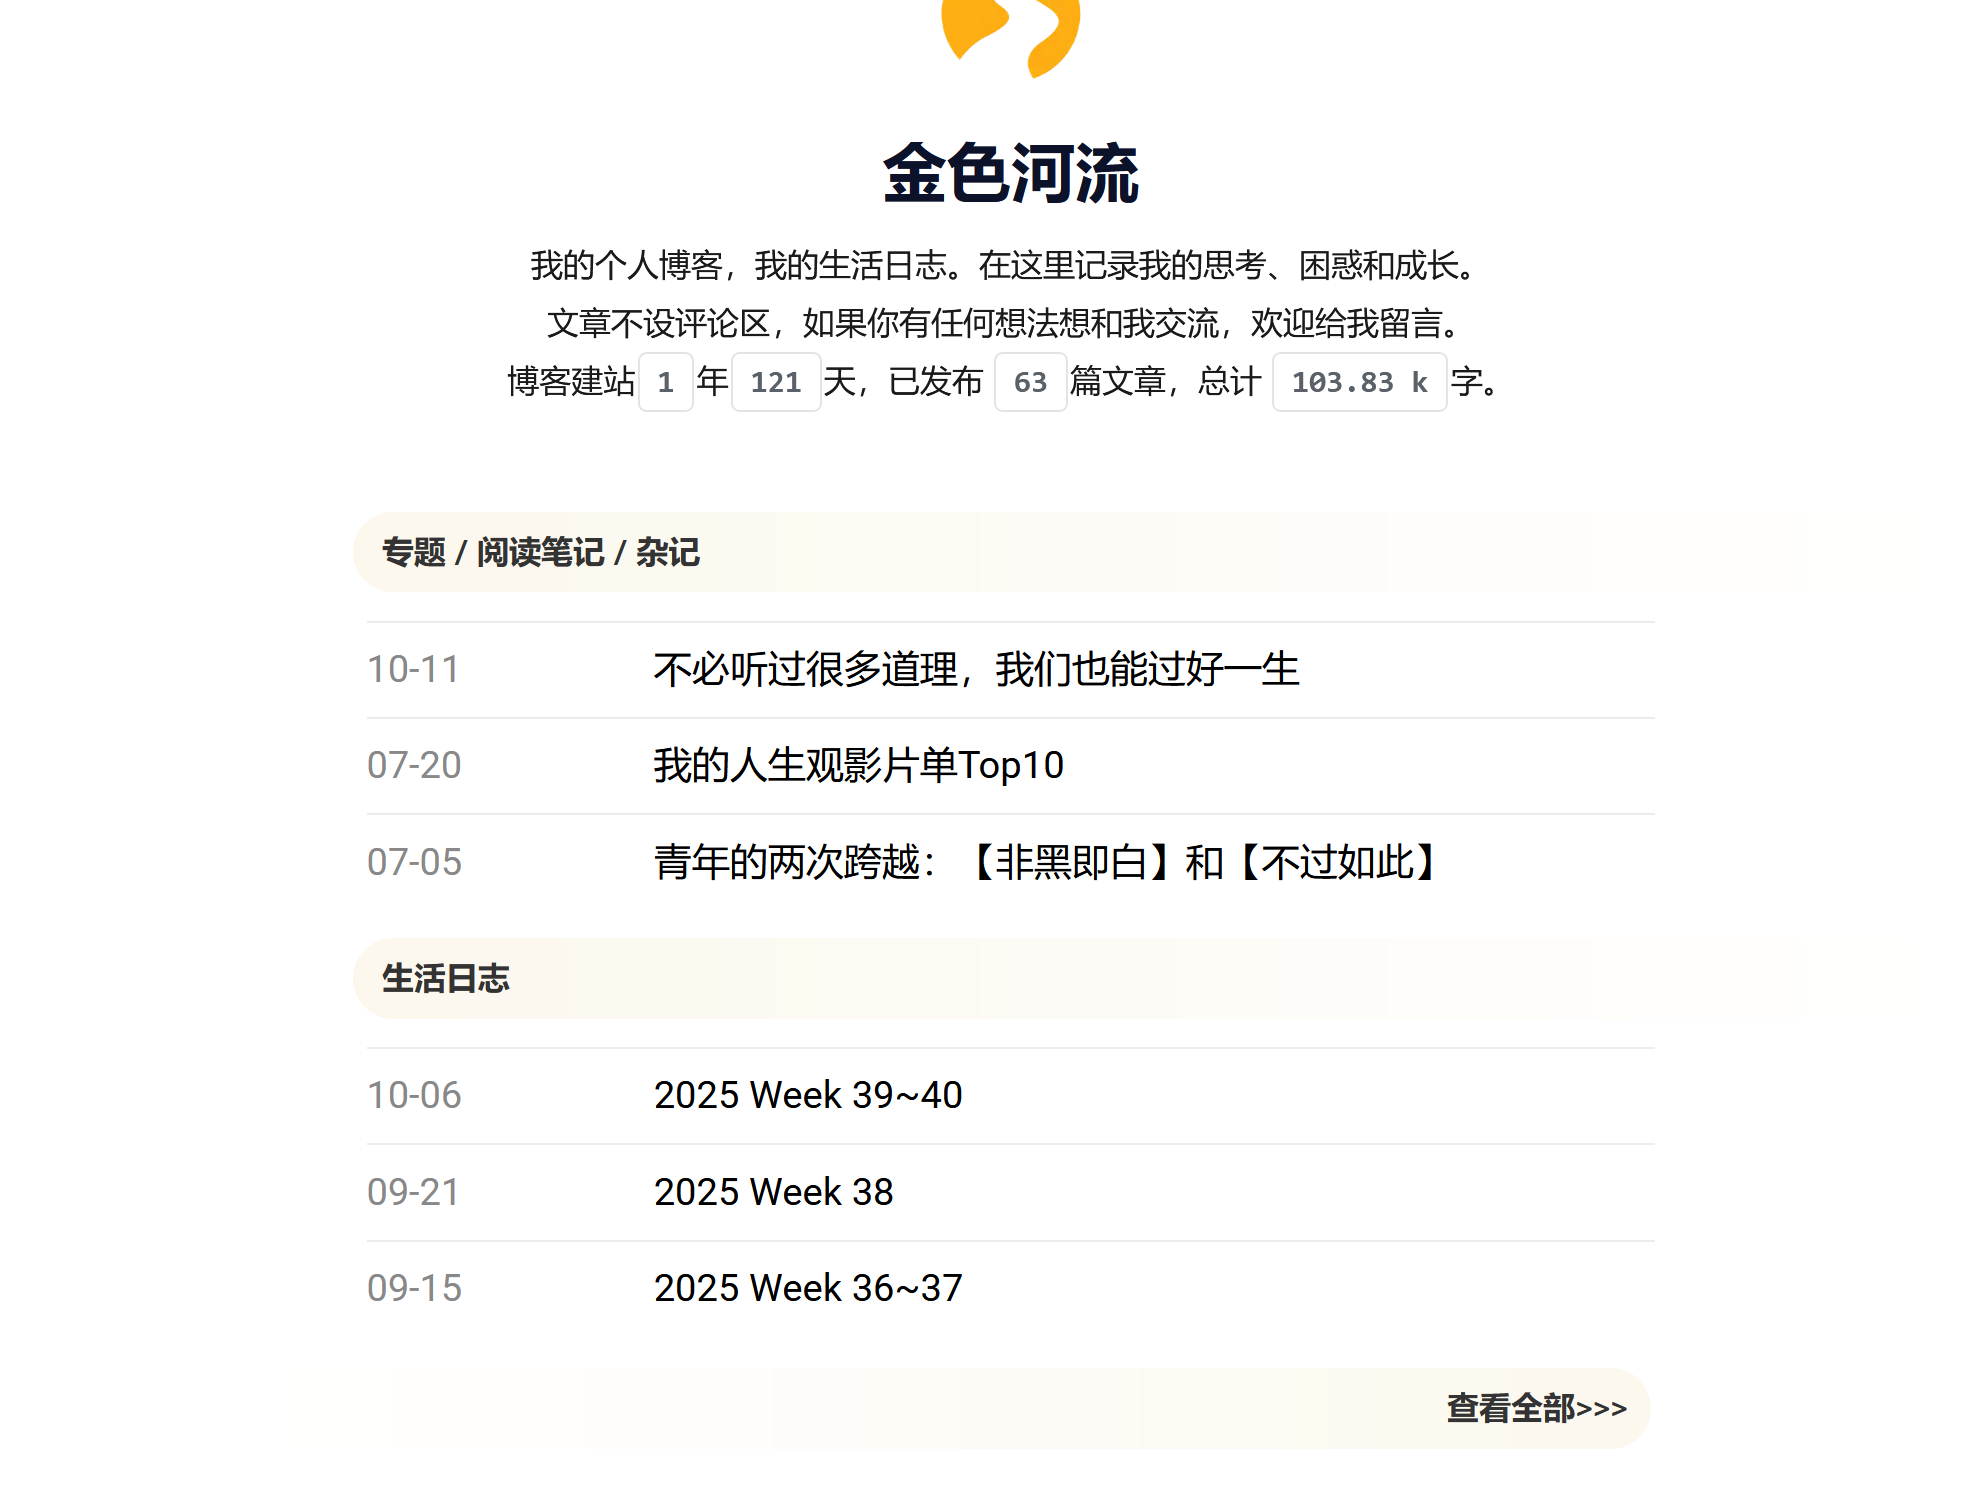 金色河流
我的个人博客，我的生活日志。在这里记录我的思考、困惑和成长。
文章不设评论区，如果你有任何想法想和我交流，欢迎给我留言。
博客建站 1 年 121 天，已发布 63 篇文章，总计 103.83 k 字。
专题 / 阅读笔记 / 杂记
10-11 不必听过很多道理，我们也能过好一生
07-20 我的人生观影片单Top10
07-05 青年的两次跨越：【非黑即白】和【不过如此】
生活日志
10-06 2025 Week 39~40
09-21 2025 Week 38
09-15 2025 Week 36~37
查看全部>>>